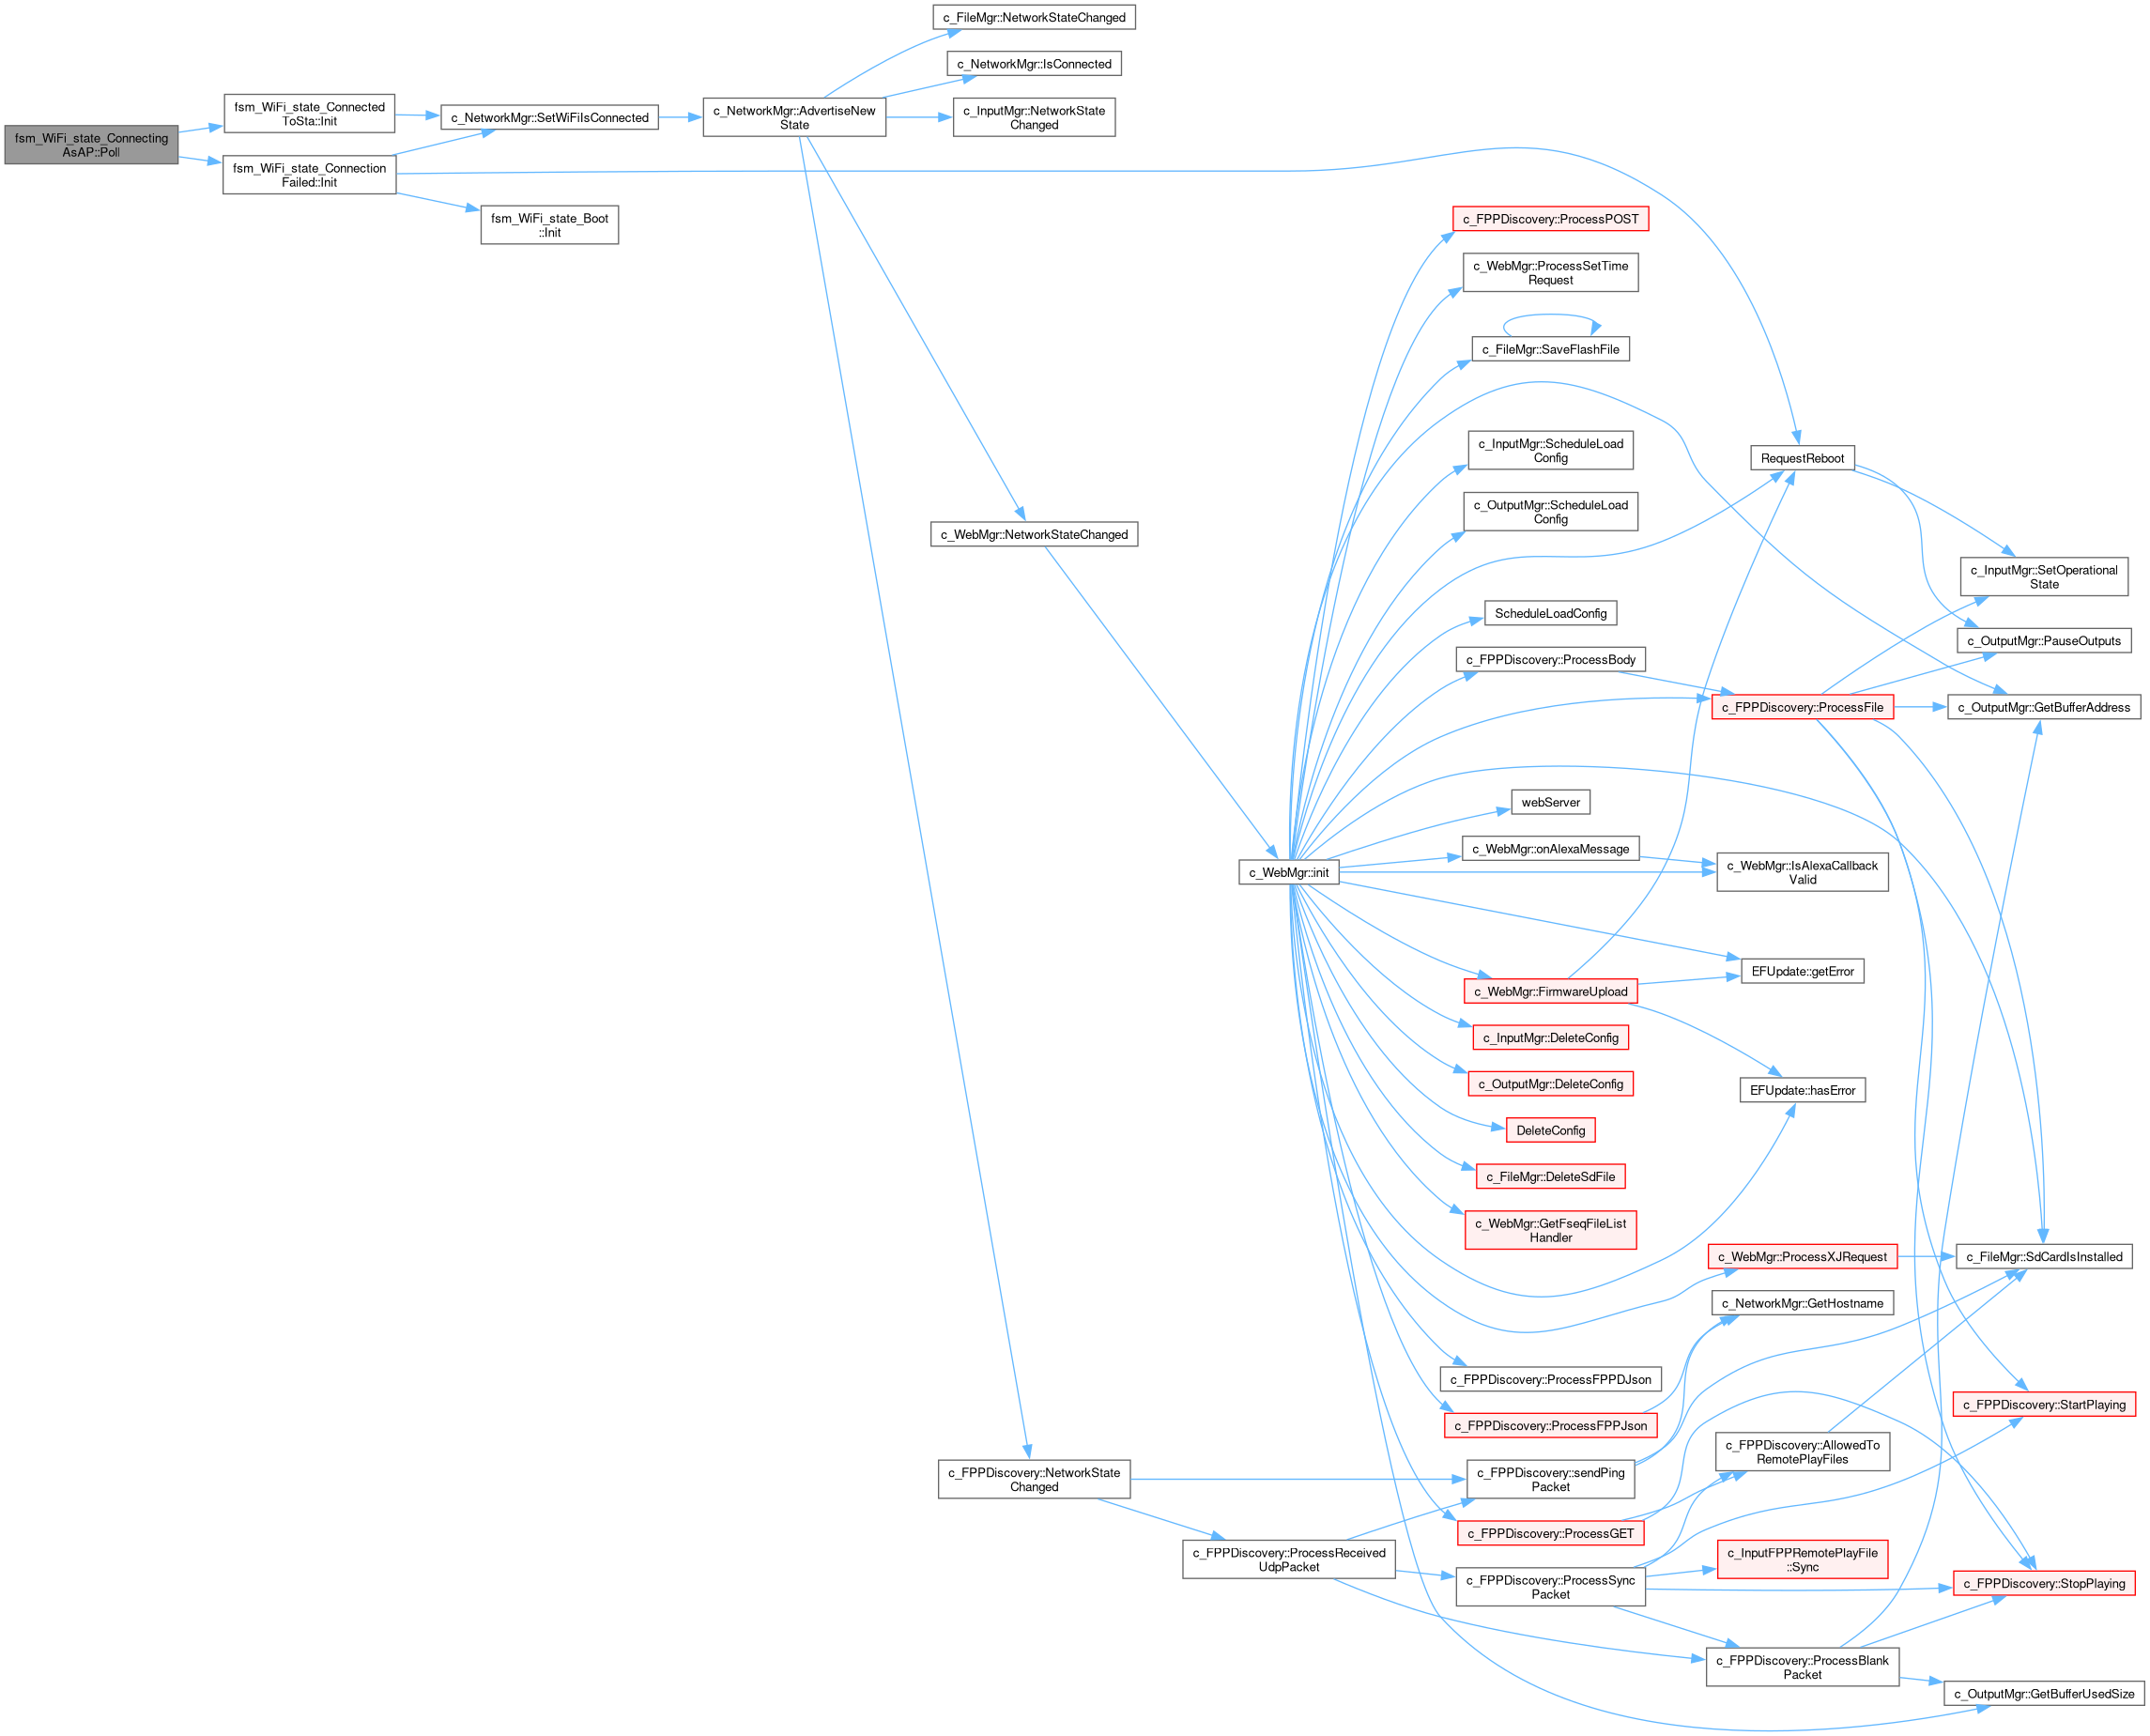 fsm_WiFi_state_Connecting
AsAP::Poll
fsm_WiFi_state_Connected
ToSta::Init
fsm_WiFi_state_Connection
Failed::Init
c_NetworkMgr::SetWiFiIsConnected
fsm_WiFi_state_Boot
::Init
c_NetworkMgr::AdvertiseNew
State
c_FileMgr::NetworkStateChanged
c_NetworkMgr::IsConnected
c_InputMgr::NetworkState
Changed
c_WebMgr::NetworkStateChanged
c_FPPDiscovery::NetworkState
Changed
c_FPPDiscovery::ProcessReceived
UdpPacket
c_WebMgr::init
c_FPPDiscovery::ProcessPOST
c_WebMgr::ProcessSetTime
Request
c_FileMgr::SaveFlashFile
c_InputMgr::ScheduleLoad
Config
c_OutputMgr::ScheduleLoad
Config
ScheduleLoadConfig
c_FPPDiscovery::ProcessBody
webServer
c_WebMgr::onAlexaMessage
c_WebMgr::FirmwareUpload
c_InputMgr::DeleteConfig
c_OutputMgr::DeleteConfig
DeleteConfig
c_FileMgr::DeleteSdFile
c_WebMgr::GetFseqFileList
Handler
c_FPPDiscovery::ProcessFPPDJson
c_FPPDiscovery::ProcessFPPJson
c_FPPDiscovery::sendPing
Packet
c_FPPDiscovery::ProcessGET
c_FPPDiscovery::ProcessSync
Packet
RequestReboot
c_FPPDiscovery::ProcessFile
c_WebMgr::IsAlexaCallback
Valid
EFUpdate::getError
EFUpdate::hasError
c_WebMgr::ProcessXJRequest
c_NetworkMgr::GetHostname
c_FPPDiscovery::AllowedTo
RemotePlayFiles
c_InputFPPRemotePlayFile
::Sync
c_FPPDiscovery::ProcessBlank
Packet
c_InputMgr::SetOperational
State
c_OutputMgr::PauseOutputs
c_OutputMgr::GetBufferAddress
c_FileMgr::SdCardIsInstalled
c_FPPDiscovery::StartPlaying
c_FPPDiscovery::StopPlaying
c_OutputMgr::GetBufferUsedSize